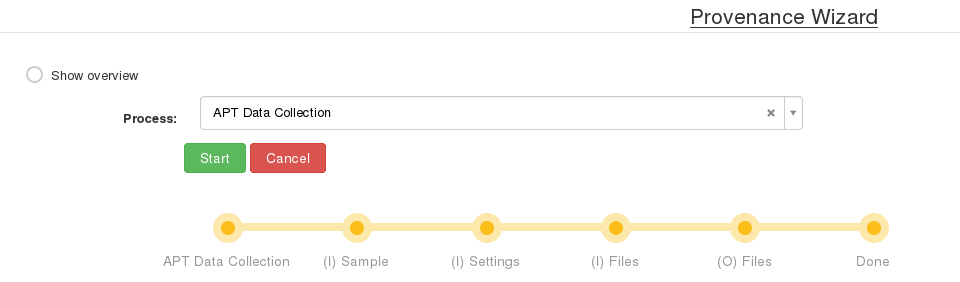 Provenance Wizard
Show overview
Process: APT Data Collection
Start Cancel
APT Data Collection (I) Sample (I) Settings (I) Files (O) Files Done